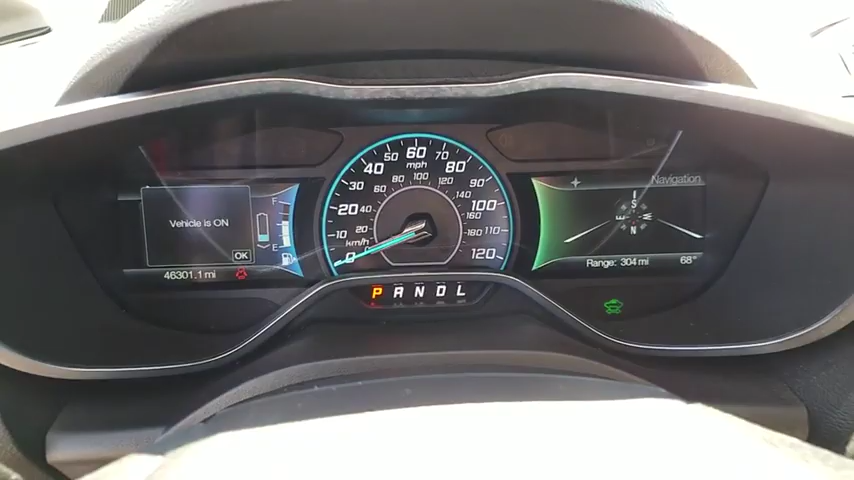 Vehicle is ON
OK
46301.1 mi
F
E
0 10 20 30 40 50 60 70 80 90 100 110 120
mph
km/h
20 40 60 80 100 120 140 160 180
P R N D L
Navigation
S
E W
N
Range: 304 mi
68°